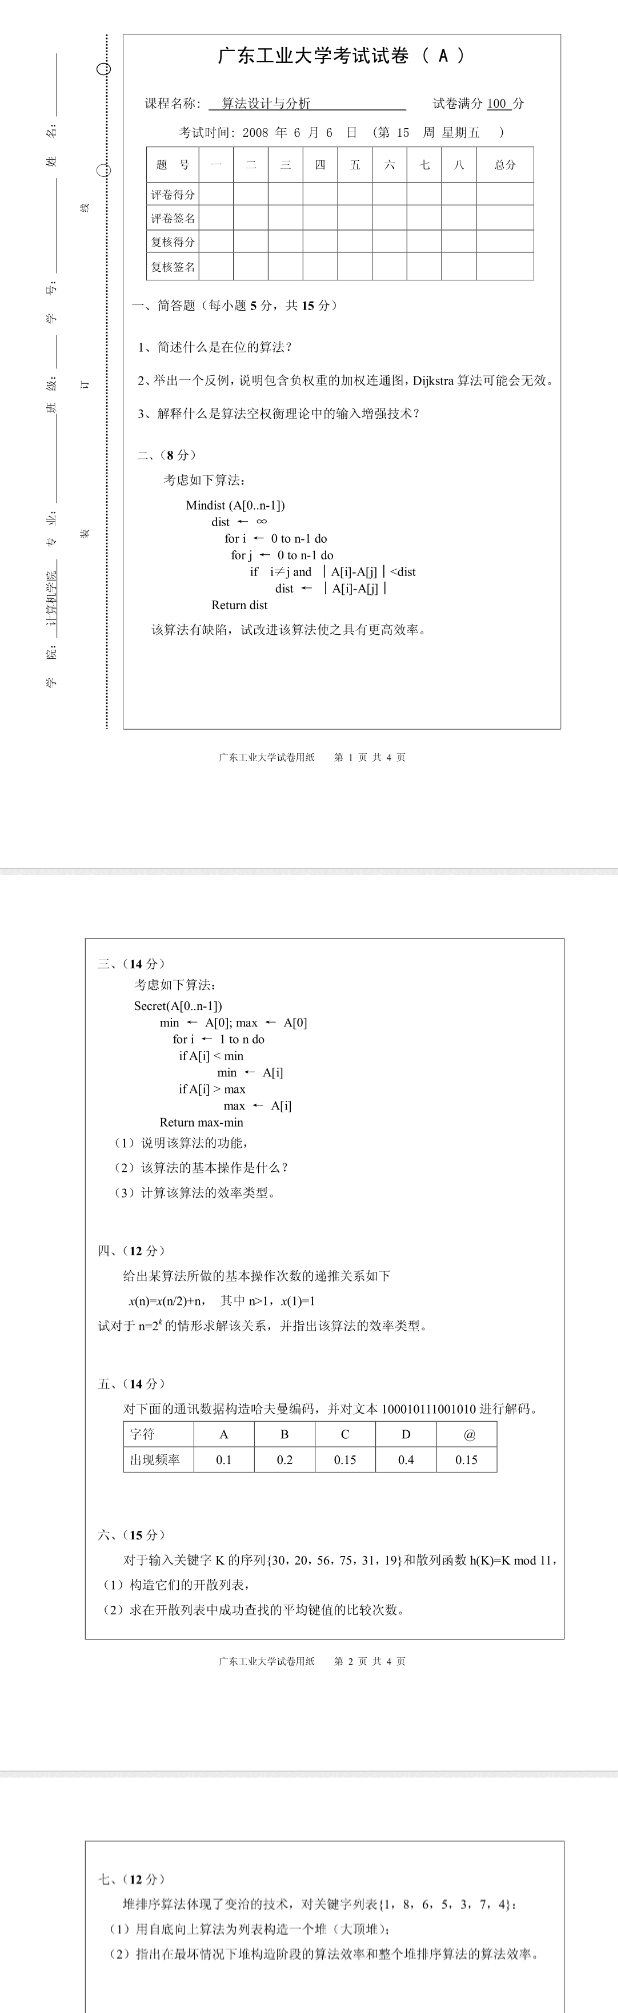 广东工业大学考试试卷 ( A )
课程名称: 算法设计与分析 试卷满分 100 分
考试时间: 2008 年 6 月 6 日 (第 15 周 星期五 )
题 号 一 二 三 四 五 六 七 八 总分
评卷得分
评卷签名
复核得分
复核签名
学 院: 计算机学院 专 业: 班 级: 学 号: 姓 名:
装 订 线
一、简答题（每小题 5 分，共 15 分）
1、简述什么是在位的算法？
2、举出一个反例，说明包含负权重的加权连通图，Dijkstra 算法可能会无效。
3、解释什么是算法空权衡理论中的输入增强技术？
二、（8 分）
考虑如下算法：
Mindist (A[0..n-1])
dist ← ∞
for i ← 0 to n-1 do
for j ← 0 to n-1 do
if i≠j and ｜A[i]-A[j]｜<dist
dist ← ｜A[i]-A[j]｜
Return dist
该算法有缺陷，试改进该算法使之具有更高效率。
广东工业大学试卷用纸 第 1 页 共 4 页
三、（14 分）
考虑如下算法：
Secret(A[0..n-1])
min ← A[0]; max ← A[0]
for i ← 1 to n do
if A[i] < min
min ← A[i]
if A[i] > max
max ← A[i]
Return max-min
（1）说明该算法的功能，
（2）该算法的基本操作是什么？
（3）计算该算法的效率类型。
四、（12 分）
给出某算法所做的基本操作次数的递推关系如下
x(n)=x(n/2)+n， 其中 n>1，x(1)=1
试对于 n=2ᵏ 的情形求解该关系，并指出该算法的效率类型。
五、（14 分）
对下面的通讯数据构造哈夫曼编码，并对文本 100010111001010 进行解码。
字符 A B C D @
出现频率 0.1 0.2 0.15 0.4 0.15
六、（15 分）
对于输入关键字 K 的序列{30，20，56，75，31，19}和散列函数 h(K)=K mod 11，
（1）构造它们的开散列表，
（2）求在开散列表中成功查找的平均键值的比较次数。
广东工业大学试卷用纸 第 2 页 共 4 页
七、（12 分）
堆排序算法体现了变治的技术，对关键字列表{1，8，6，5，3，7，4}：
（1）用自底向上算法为列表构造一个堆（大顶堆）；
（2）指出在最坏情况下堆构造阶段的算法效率和整个堆排序算法的算法效率。